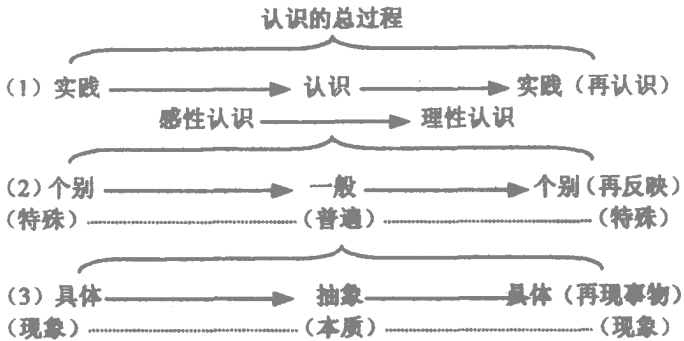 认识的总过程
(1) 实践 认识 实践 (再认识)
感性认识 理性认识
(2) 个别 一般 个别 (再反映)
(特殊) (普遍) (特殊)
(3) 具体 抽象 具体 (再现事物)
(现象) (本质) (现象)